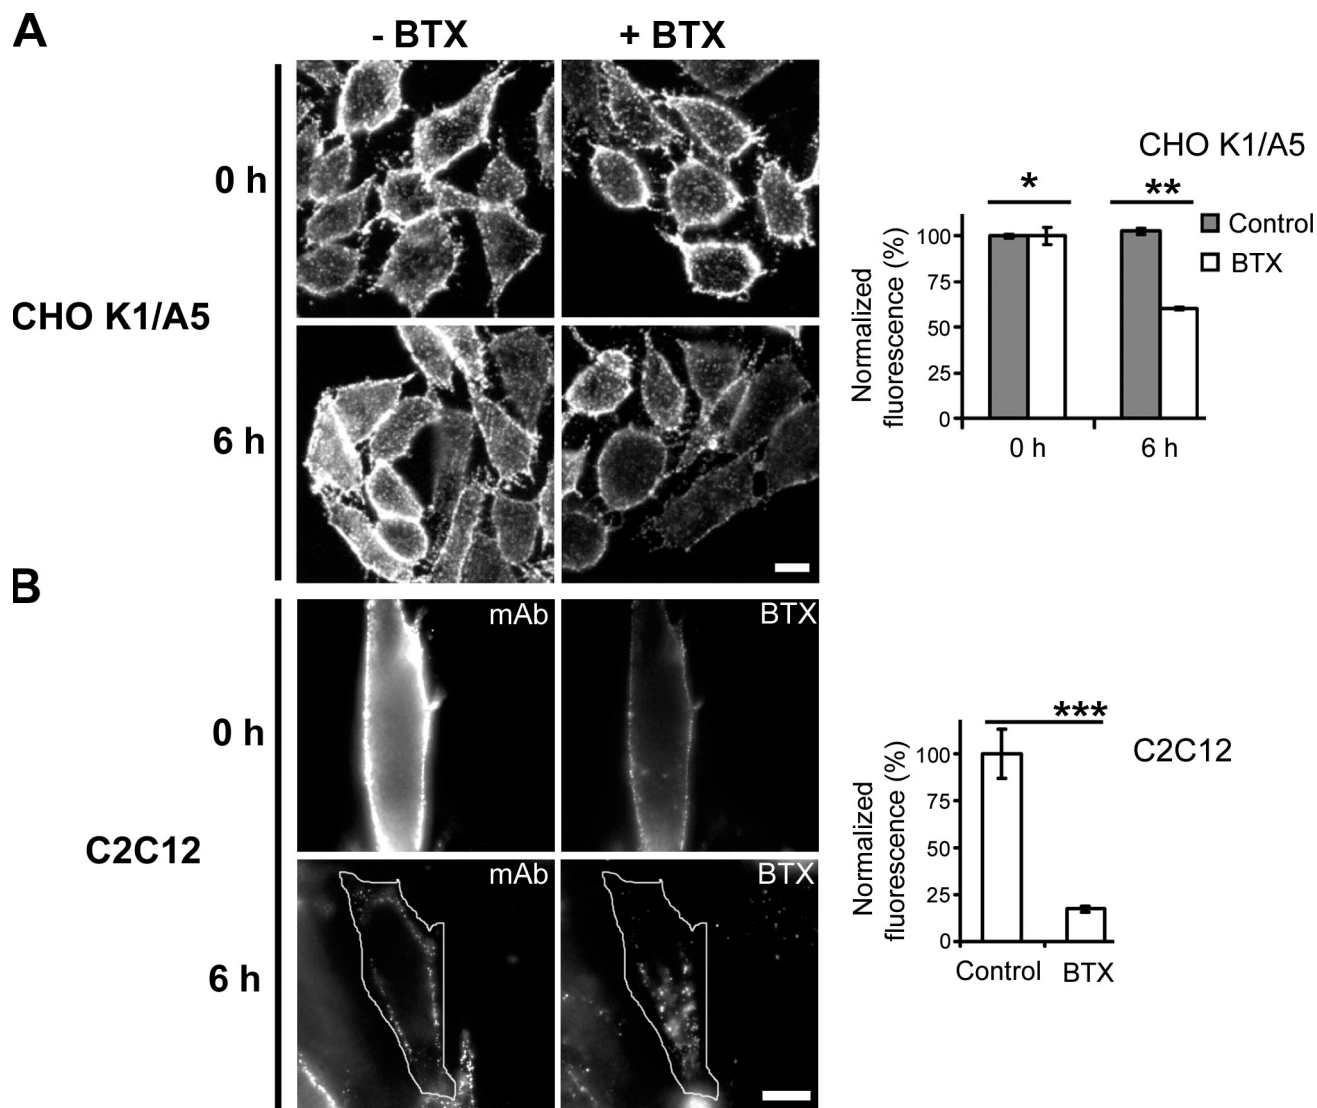 A
- BTX
+ BTX
0 h
CHO K1/A5
6 h
CHO K1/A5
*
**
Control
BTX
Normalized
fluorescence (%)
100
75
50
25
0
0 h
6 h
B
mAb
BTX
0 h
C2C12
mAb
BTX
6 h
***
C2C12
Normalized
fluorescence (%)
100
75
50
25
0
Control
BTX